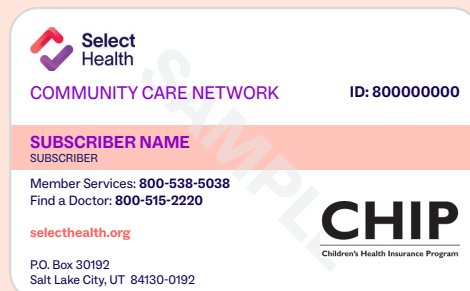 Select
Health
COMMUNITY CARE NETWORK
ID: 800000000
SAMPLE
SUBSCRIBER NAME
SUBSCRIBER
Member Services: 800-538-5038
Find a Doctor: 800-515-2220
selecthealth.org
CHIP
Children's Health Insurance Program
P.O. Box 30192
Salt Lake City, UT 84130-0192